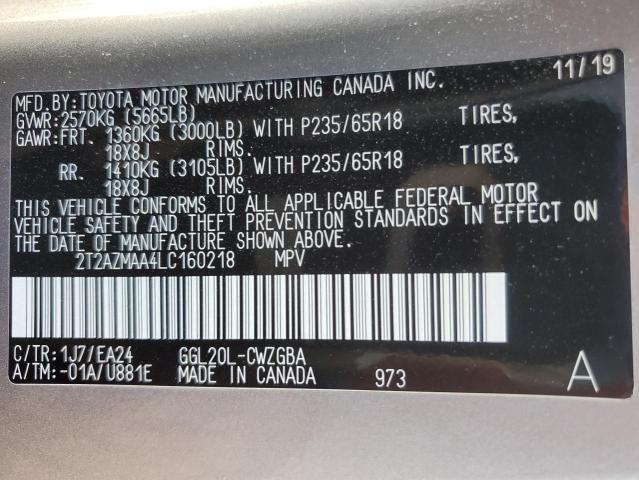 MFD.BY:TOYOTA MOTOR MANUFACTURING CANADA INC. 11/19
GVWR:2570KG (5665LB)
GAWR:FRT. 1360KG (3000LB) WITH P235/65R18 TIRES,
18X8J RIMS.
RR. 1410KG (3105LB) WITH P235/65R18 TIRES,
18X8J RIMS.
THIS VEHICLE CONFORMS TO ALL APPLICABLE FEDERAL MOTOR
VEHICLE SAFETY AND THEFT PREVENTION STANDARDS IN EFFECT ON
THE DATE OF MANUFACTURE SHOWN ABOVE.
2T2AZMAA4LC160218 MPV
C/TR:1J7/EA24 GGL20L-CWZGBA
A/TM:-01A/U881E MADE IN CANADA 973 A